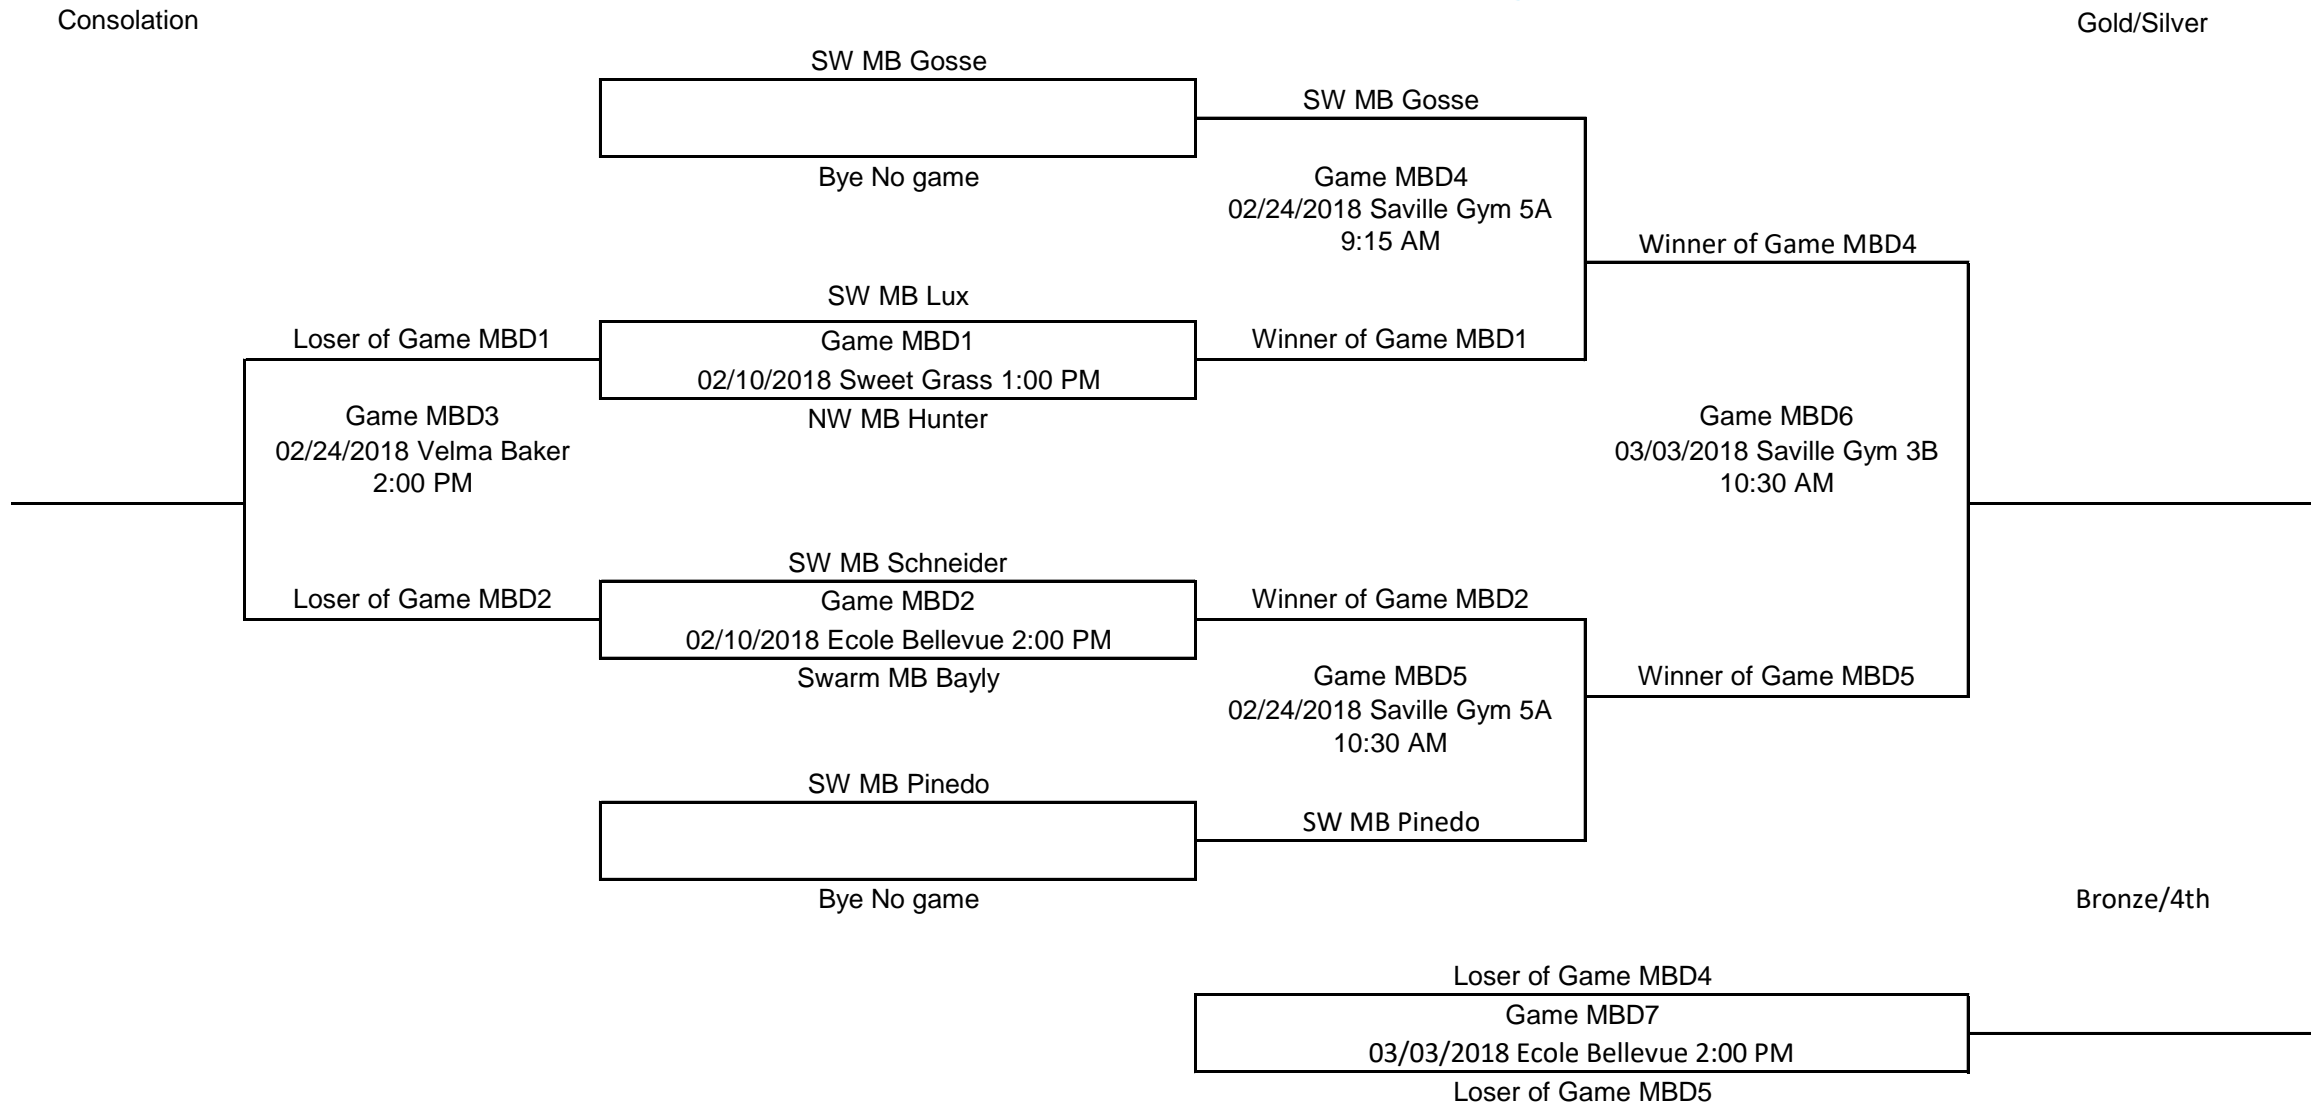 Consolation
Gold/Silver
SW MB Gosse
SW MB Gosse
Bye No game
Game MBD4
02/24/2018 Saville Gym 5A
9:15 AM
Winner of Game MBD4
SW MB Lux
Loser of Game MBD1
Game MBD1
02/10/2018 Sweet Grass 1:00 PM
Winner of Game MBD1
NW MB Hunter
Game MBD3
02/24/2018 Velma Baker
2:00 PM
Game MBD6
03/03/2018 Saville Gym 3B
10:30 AM
SW MB Schneider
Loser of Game MBD2
Game MBD2
02/10/2018 Ecole Bellevue 2:00 PM
Winner of Game MBD2
Swarm MB Bayly
Game MBD5
02/24/2018 Saville Gym 5A
10:30 AM
Winner of Game MBD5
SW MB Pinedo
SW MB Pinedo
Bye No game
Bronze/4th
Loser of Game MBD4
Game MBD7
03/03/2018 Ecole Bellevue 2:00 PM
Loser of Game MBD5